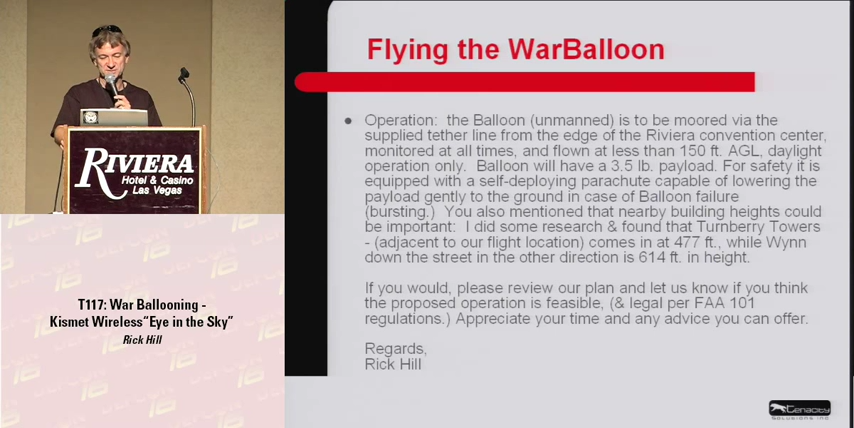 RIVIERA
Hotel & Casino
Las Vegas
T117: War Ballooning -
Kismet Wireless“Eye in the Sky”
Rick Hill
Flying the WarBalloon
● Operation: the Balloon (unmanned) is to be moored via the
supplied tether line from the edge of the Riviera convention center,
monitored at all times, and flown at less than 150 ft. AGL, daylight
operation only. Balloon will have a 3.5 lb. payload. For safety it is
equipped with a self-deploying parachute capable of lowering the
payload gently to the ground in case of Balloon failure
(bursting.) You also mentioned that nearby building heights could
be important: I did some research & found that Turnberry Towers
- (adjacent to our flight location) comes in at 477 ft., while Wynn
down the street in the other direction is 614 ft. in height.
If you would, please review our plan and let us know if you think
the proposed operation is feasible, (& legal per FAA 101
regulations.) Appreciate your time and any advice you can offer.
Regards,
Rick Hill
Tenacity
SOLUTIONS INC